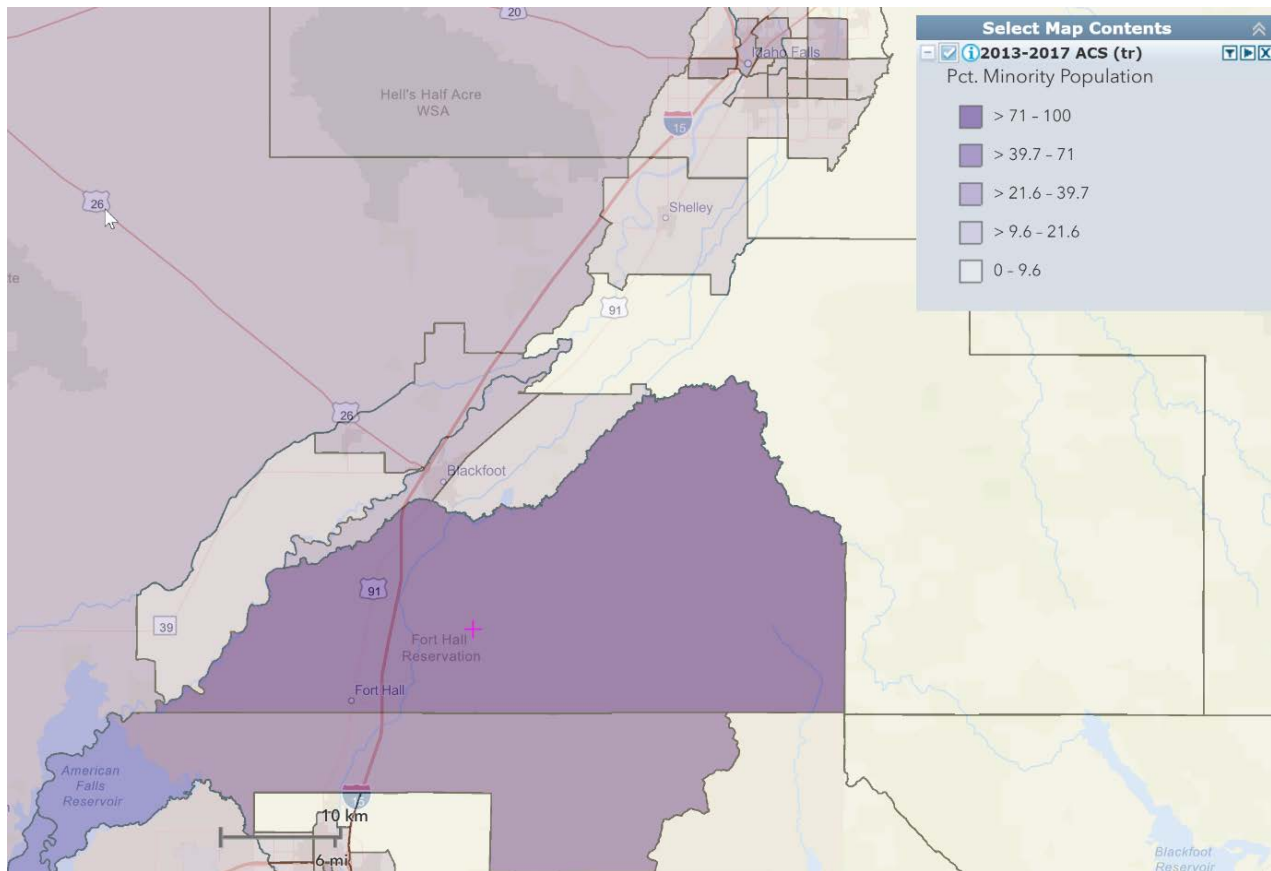 20
Select Map Contents
2013-2017 ACS (tr)
Pct. Minority Population
> 71 - 100
> 39.7 - 71
> 21.6 - 39.7
> 9.6 - 21.6
0 - 9.6
Idaho Falls
Hell's Half Acre
WSA
15
26
Shelley
te
91
26
Blackfoot
91
39
Fort Hall
Reservation
Fort Hall
American
Falls
Reservoir
10 km
6 mi
Blackfoot
Reservoir